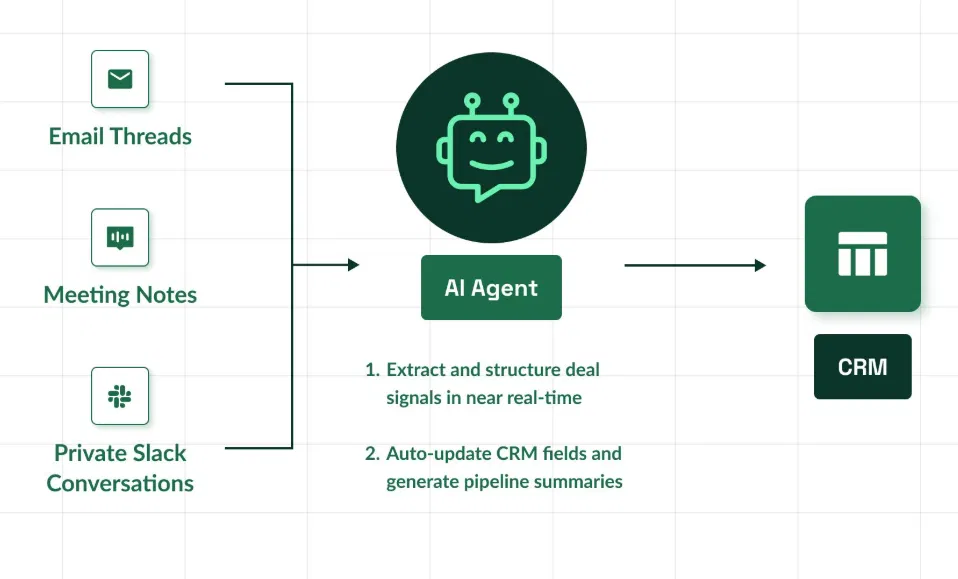 Email Threads
Meeting Notes
Private Slack
Conversations
AI Agent
1. Extract and structure deal
signals in near real-time
2. Auto-update CRM fields and
generate pipeline summaries
CRM